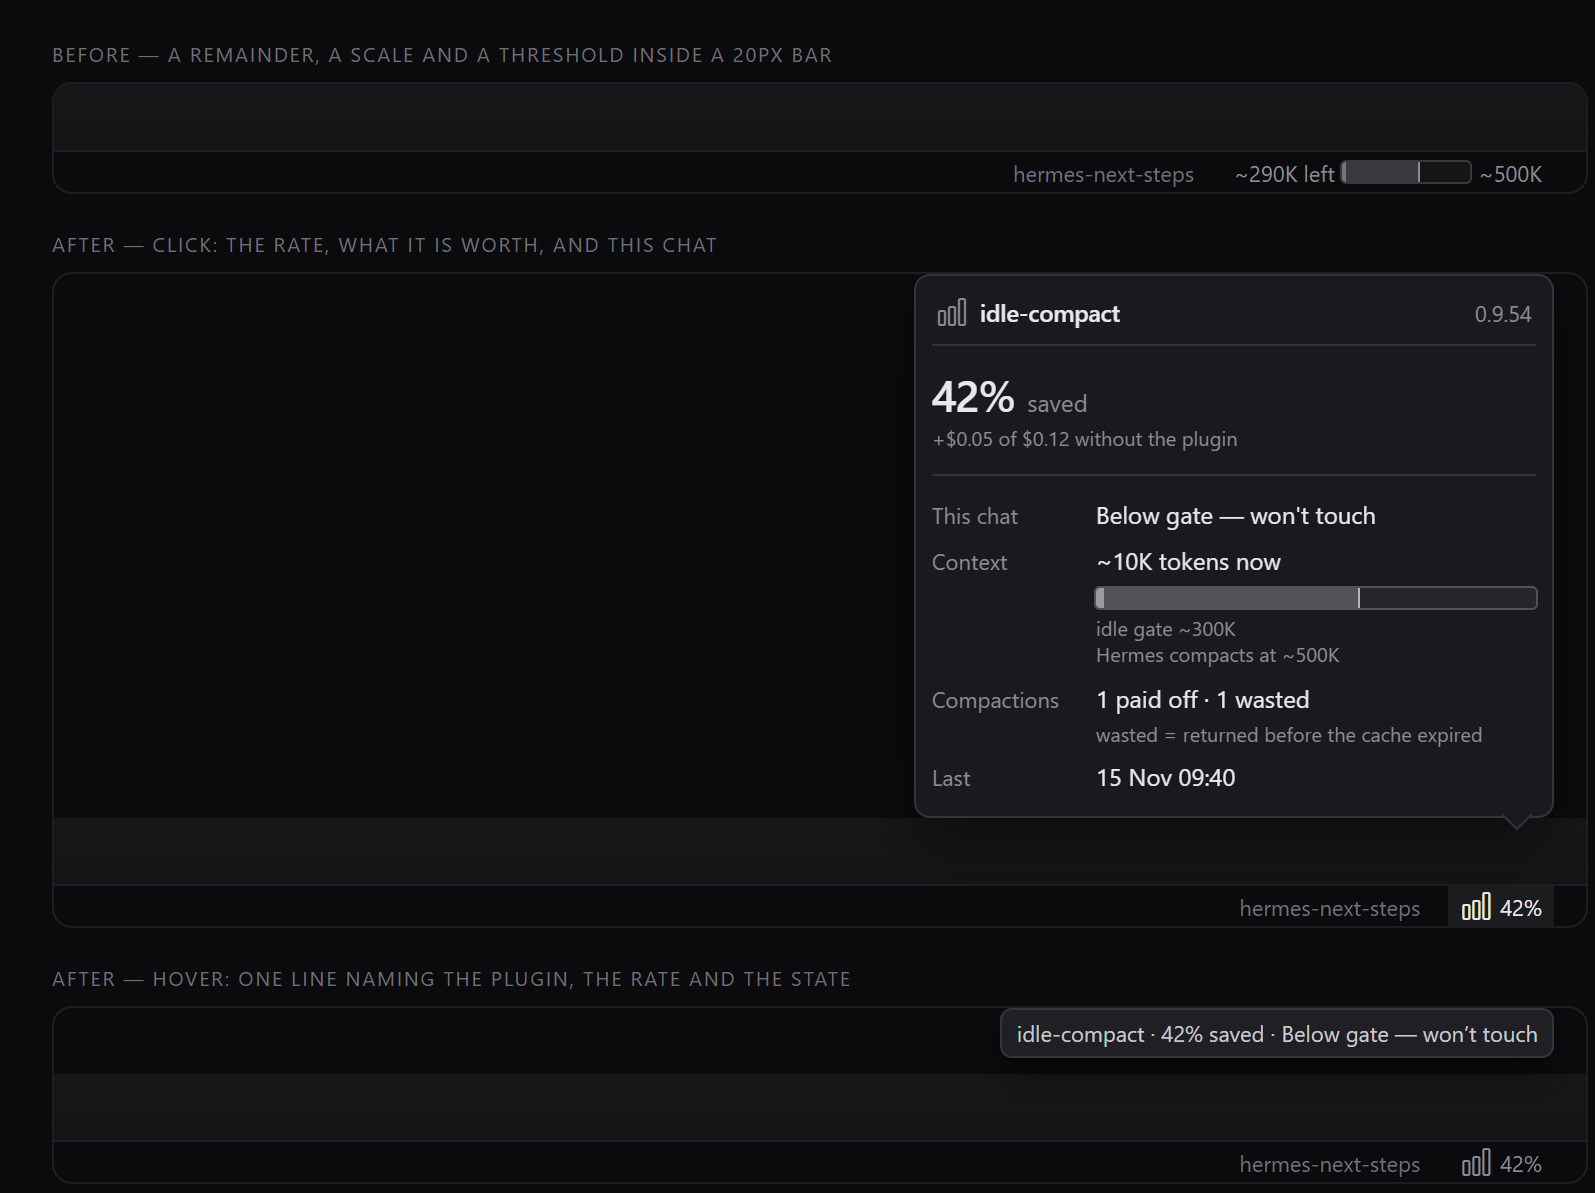 BEFORE — A REMAINDER, A SCALE AND A THRESHOLD INSIDE A 20PX BAR
hermes-next-steps ~290K left ~500K
AFTER — CLICK: THE RATE, WHAT IT IS WORTH, AND THIS CHAT
idle-compact 0.9.54
42% saved
+$0.05 of $0.12 without the plugin
This chat Below gate — won't touch
Context ~10K tokens now
idle gate ~300K
Hermes compacts at ~500K
Compactions 1 paid off · 1 wasted
wasted = returned before the cache expired
Last 15 Nov 09:40
hermes-next-steps 42%
AFTER — HOVER: ONE LINE NAMING THE PLUGIN, THE RATE AND THE STATE
idle-compact · 42% saved · Below gate — won’t touch
hermes-next-steps 42%